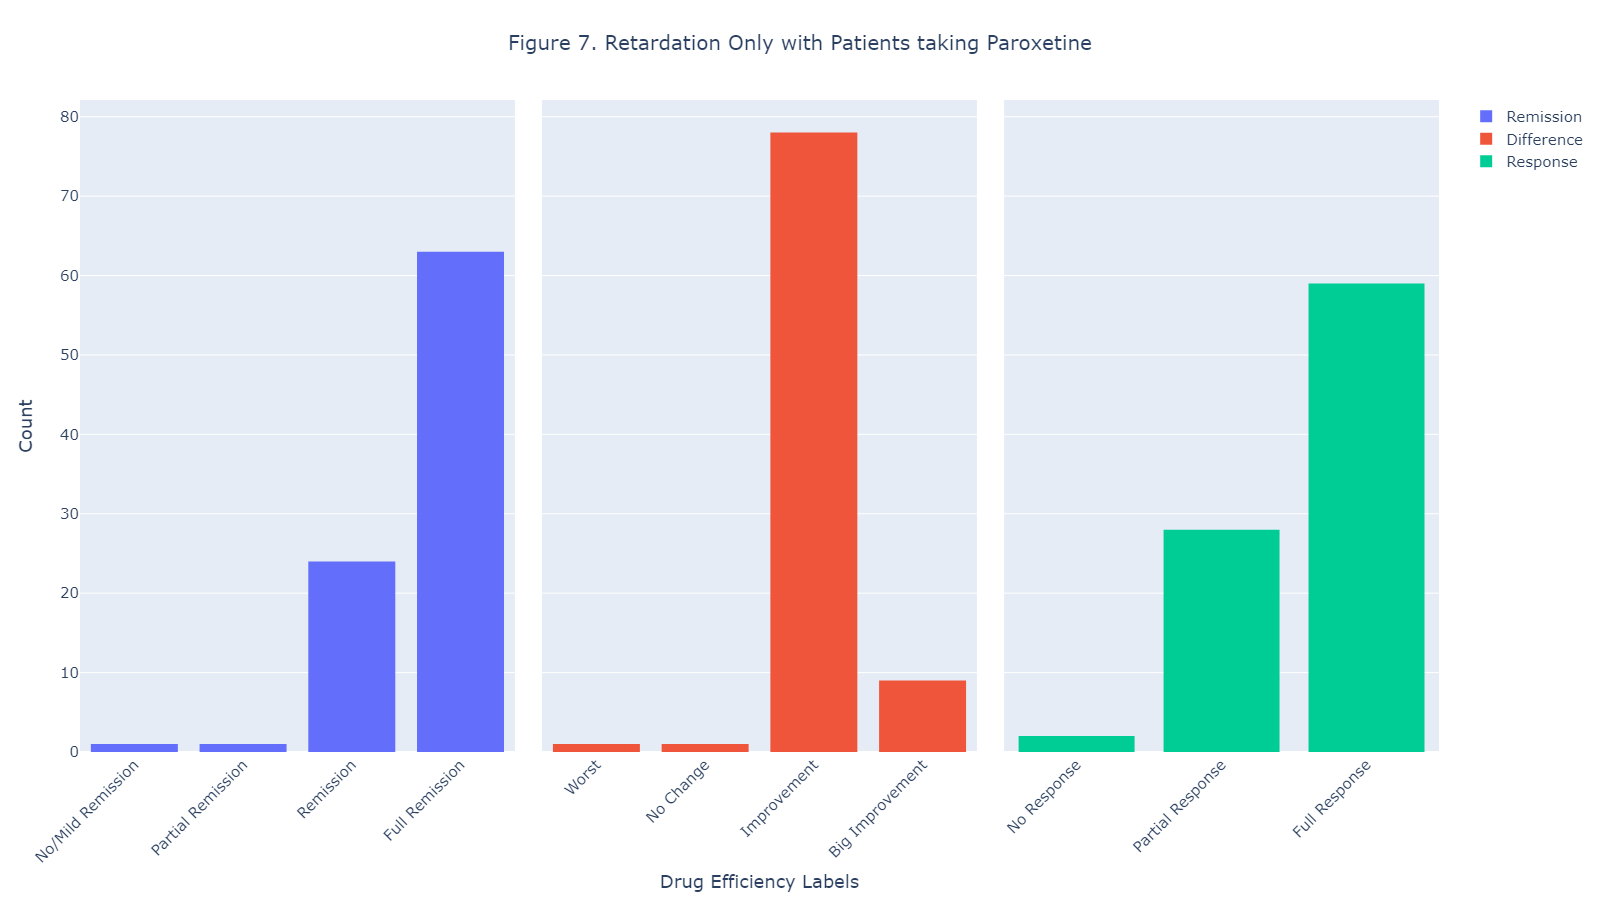 Figure 7. Retardation Only with Patients taking Paroxetine
80
70
60
50
40
30
20
10
0
Count
No/Mild Remission
Partial Remission
Remission
Full Remission
Worst
No Change
Improvement
Big Improvement
No Response
Partial Response
Full Response
Drug Efficiency Labels
Remission
Difference
Response